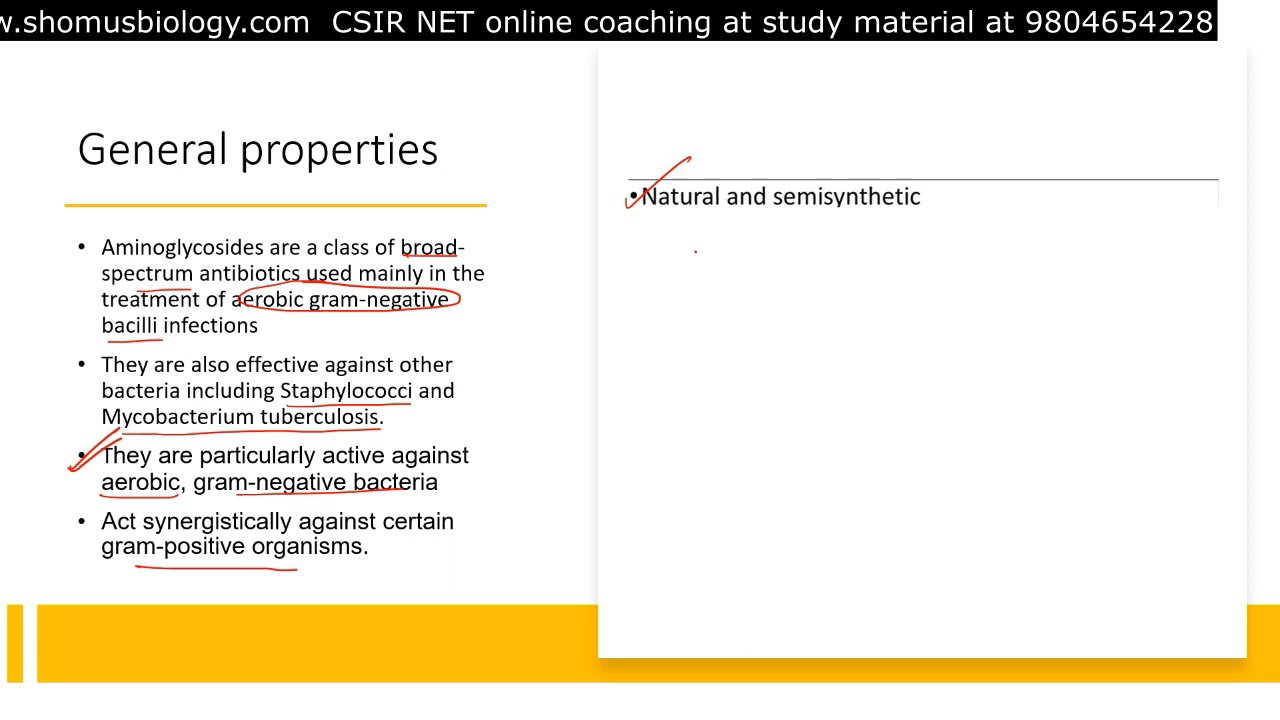 w.shomusbiology.com CSIR NET online coaching at study material at 9804654228
General properties
• Aminoglycosides are a class of broad-
spectrum antibiotics used mainly in the
treatment of aerobic gram-negative
bacilli infections
• They are also effective against other
bacteria including Staphylococci and
Mycobacterium tuberculosis.
• They are particularly active against
aerobic, gram-negative bacteria
• Act synergistically against certain
gram-positive organisms.
•Natural and semisynthetic